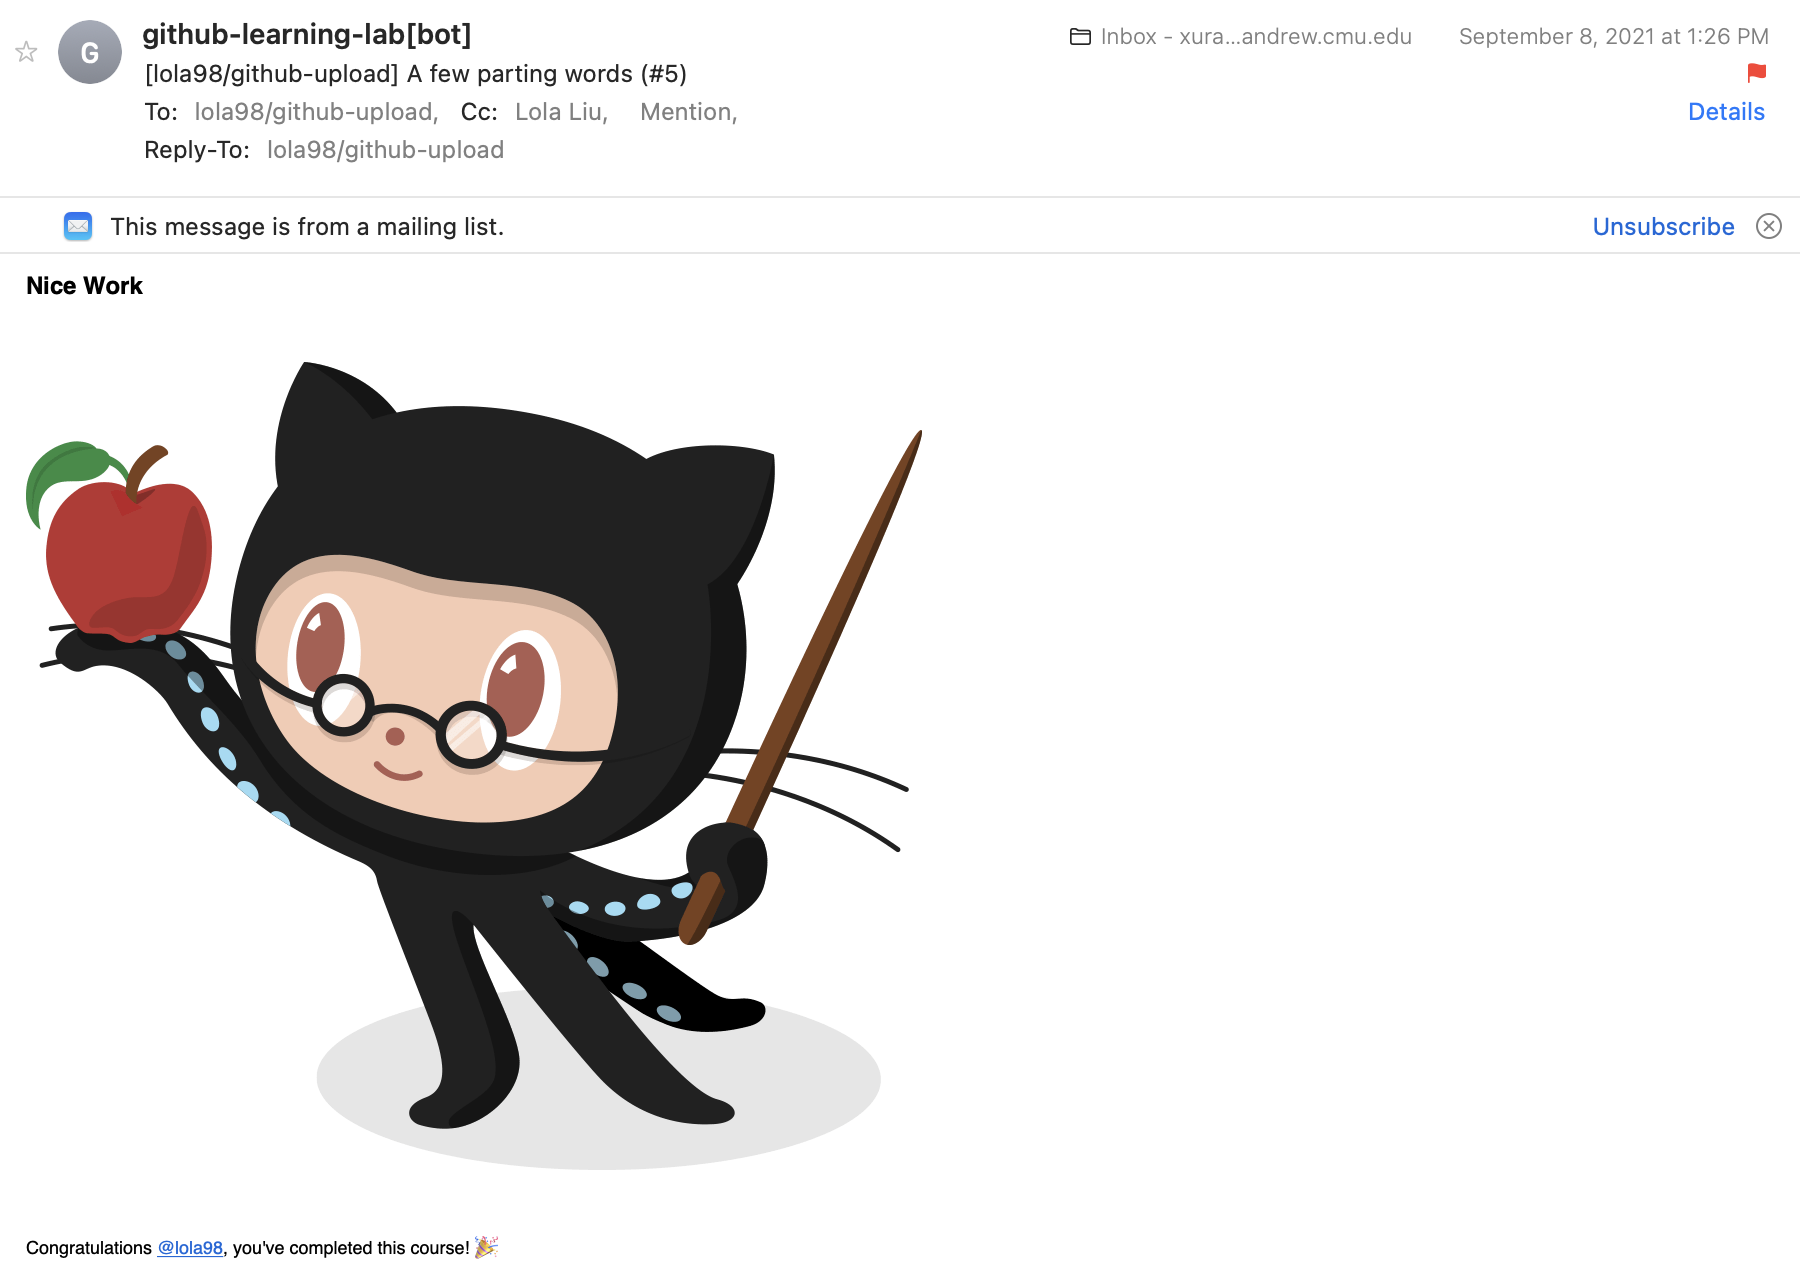 github-learning-lab[bot]
Inbox - xura...andrew.cmu.edu
September 8, 2021 at 1:26 PM
G
[lola98/github-upload] A few parting words (#5)
To: lola98/github-upload, Cc: Lola Liu, Mention,
Details
Reply-To: lola98/github-upload
This message is from a mailing list.
Unsubscribe
Nice Work
Congratulations @lola98, you've completed this course! 🎉